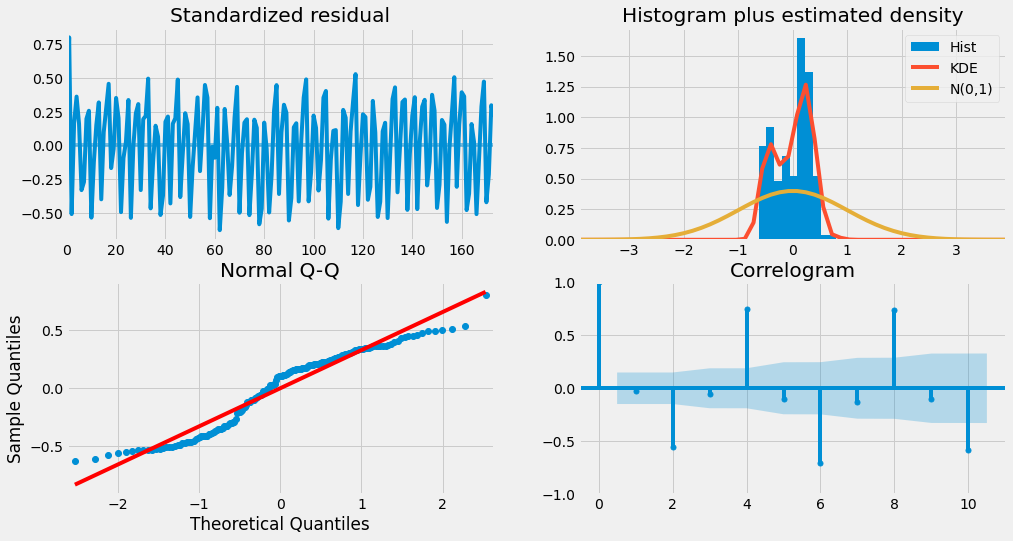 Standardized residual
0.75
0.50
0.25
0.00
−0.25
−0.50
0 20 40 60 80 100 120 140 160
Histogram plus estimated density
Hist
KDE
N(0,1)
1.50
1.25
1.00
0.75
0.50
0.25
0.00
−3 −2 −1 0 1 2 3
Normal Q-Q
Sample Quantiles
0.5
0.0
−0.5
−2 −1 0 1 2
Theoretical Quantiles
Correlogram
1.0
0.5
0.0
−0.5
−1.0
0 2 4 6 8 10